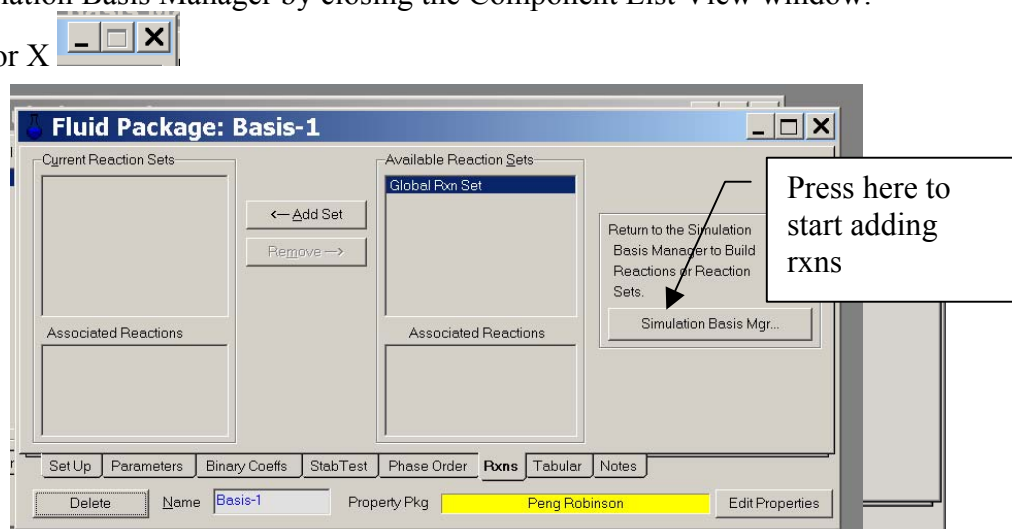 Basis Manager by closing the Component List View window.
or X
Fluid Package: Basis-1
Current Reaction Sets
Available Reaction Sets
Global Rxn Set
<— Add Set
Remove —>
Return to the Simulation
Basis Manager to Build
Reactions or Reaction
Sets.
Simulation Basis Mgr...
Press here to
start adding
rxns
Associated Reactions
Associated Reactions
Set Up Parameters Binary Coeffs StabTest Phase Order Rxns Tabular Notes
Delete Name Basis-1 Property Pkg Peng Robinson Edit Properties